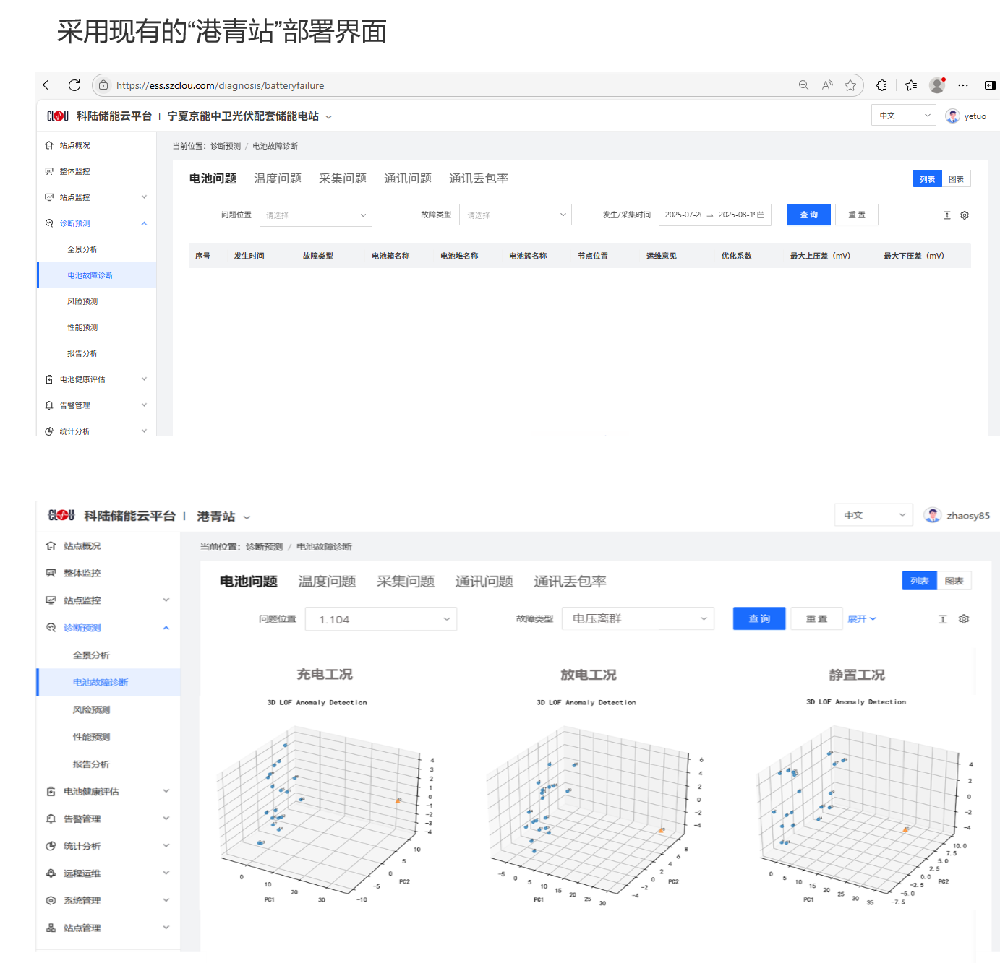 采用现有的“港青站”部署界面
https://ess.szclou.com/diagnosis/batteryfailure
CLOU 科陆储能云平台 | 宁夏京能中卫光伏配套储能电站
中文
yetuo
站点概况
整体监控
站点监控
诊断预测
全景分析
电池故障诊断
风险预测
性能预测
报告分析
电池健康评估
告警管理
统计分析
当前位置：诊断预测 / 电池故障诊断
电池问题 温度问题 采集问题 通讯问题 通讯丢包率
列表 图表
问题位置 请选择 故障类型 请选择 发生/采集时间 2025-07-20 → 2025-08-19 查询 重置
序号 发生时间 故障类型 电池箱名称 电池堆名称 电池簇名称 节点位置 运维意见 优化系数 最大上压差（mV） 最大下压差（mV）
CLOU 科陆储能云平台 | 港青站
中文
zhaosy85
站点概况
整体监控
站点监控
诊断预测
全景分析
电池故障诊断
风险预测
性能预测
报告分析
电池健康评估
告警管理
统计分析
远程运维
系统管理
站点管理
当前位置：诊断预测 / 电池故障诊断
电池问题 温度问题 采集问题 通讯问题 通讯丢包率
列表 图表
问题位置 1.104 故障类型 电压离群 查询 重置 展开
充电工况
3D LOF Anomaly Detection
4
3
2
1
0
-1
-2
-3
-4
10
5
0
-5
-10
PC2
0 10 20 30
PC1
放电工况
3D LOF Anomaly Detection
6
4
2
0
-2
-4
8
6
4
2
0
-2
-4
PC2
-5 0 5 10 15 20 25 30
PC1
静置工况
3D LOF Anomaly Detection
4
2
0
-2
-4
10.0
7.5
5.0
2.5
0.0
-2.5
-5.0
-7.5
PC2
0 5 10 15 20 25 30 35
PC1